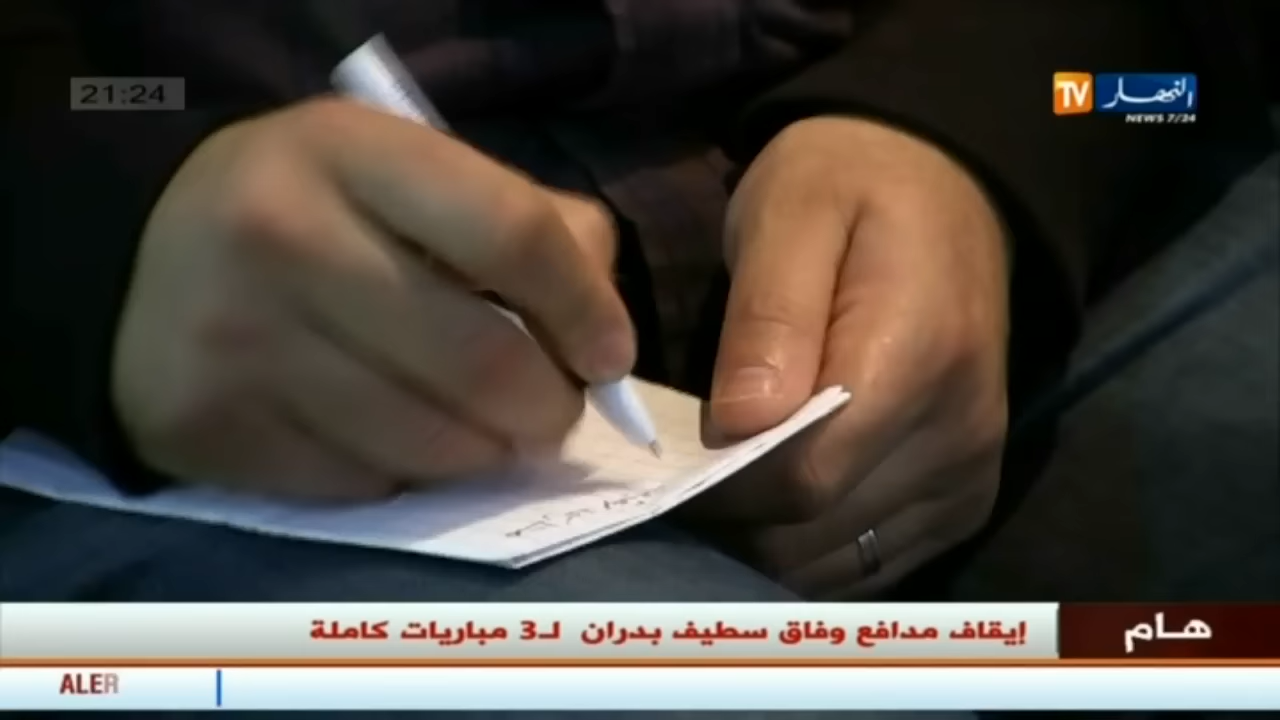 21:24
TV النهار
NEWS 7/24
هـام
إيقاف مدافع وفاق سطيف بدران لـ3 مباريات كاملة
ALER